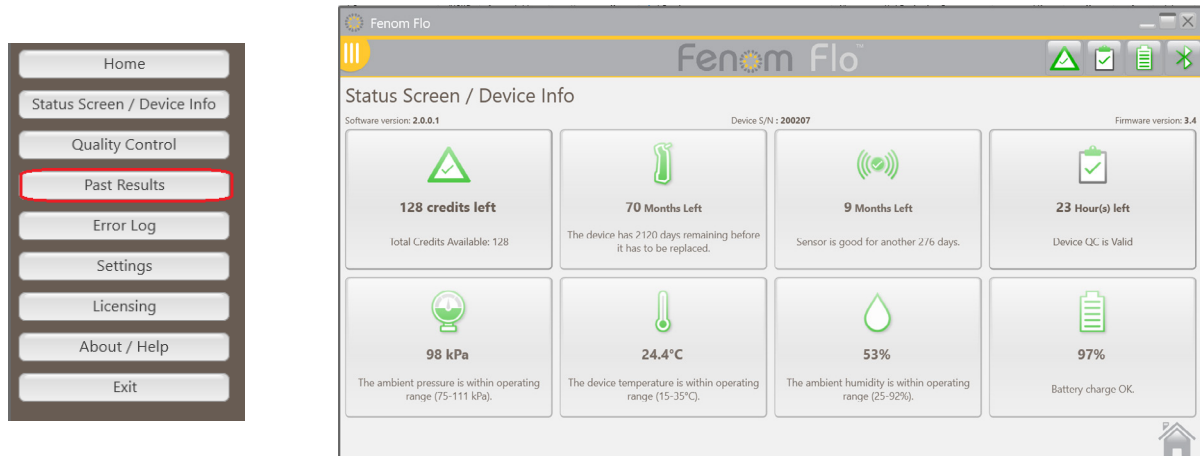 Home
Status Screen / Device Info
Quality Control
Past Results
Error Log
Settings
Licensing
About / Help
Exit
Fenom Flo
Fenom Flo™
Status Screen / Device Info
Software version: 2.0.0.1
Device S/N : 200207
Firmware version: 3.4
128 credits left
Total Credits Available: 128
70 Months Left
The device has 2120 days remaining before
it has to be replaced.
9 Months Left
Sensor is good for another 276 days.
23 Hour(s) left
Device QC is Valid
98 kPa
The ambient pressure is within operating
range (75-111 kPa).
24.4°C
The device temperature is within operating
range (15-35°C).
53%
The ambient humidity is within operating
range (25-92%).
97%
Battery charge OK.